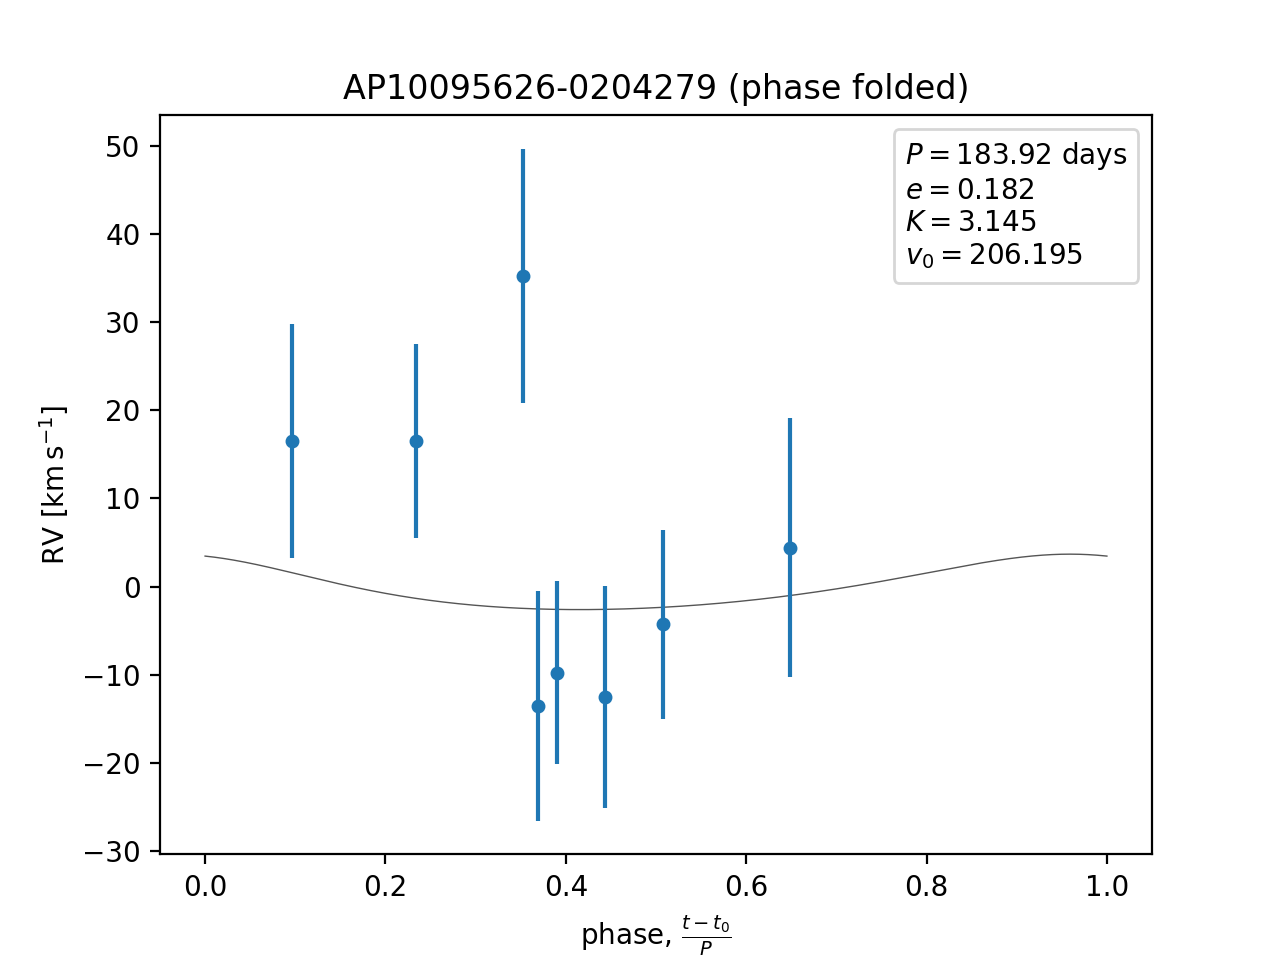 AP10095626-0204279 (phase folded)
P = 183.92 days
e = 0.182
K = 3.145
v₀ = 206.195
50
40
30
20
10
0
−10
−20
−30
RV [km s⁻¹]
0.0 0.2 0.4 0.6 0.8 1.0
phase, (t − t₀)/P